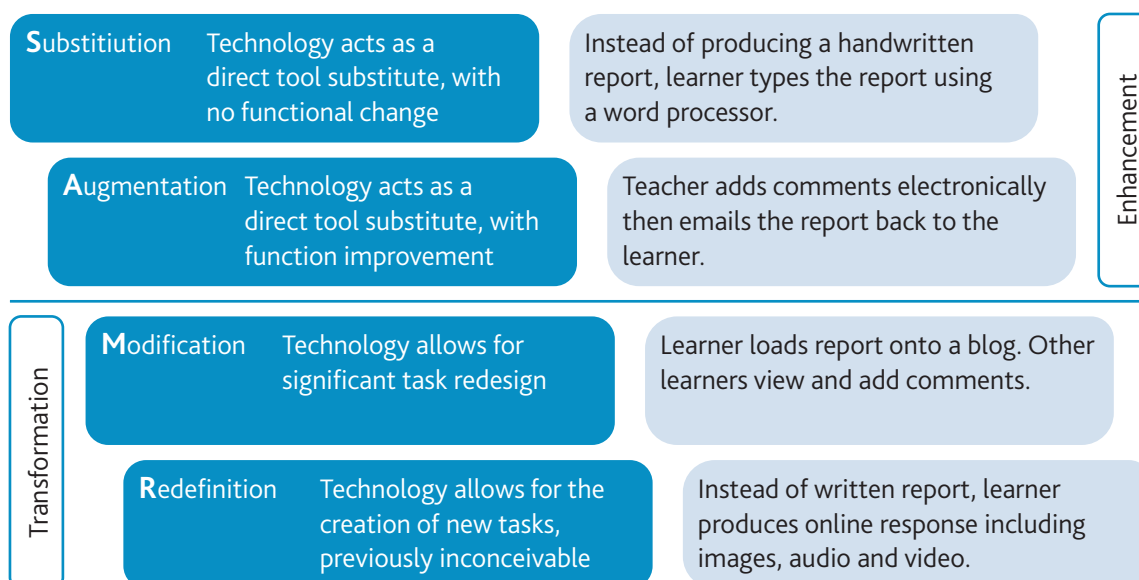 Substitiution Technology acts as a
direct tool substitute, with
no functional change
Instead of producing a handwritten
report, learner types the report using
a word processor.
Augmentation Technology acts as a
direct tool substitute, with
function improvement
Teacher adds comments electronically
then emails the report back to the
learner.
Enhancement
Modification Technology allows for
significant task redesign
Learner loads report onto a blog. Other
learners view and add comments.
Redefinition Technology allows for the
creation of new tasks,
previously inconceivable
Instead of written report, learner
produces online response including
images, audio and video.
Transformation